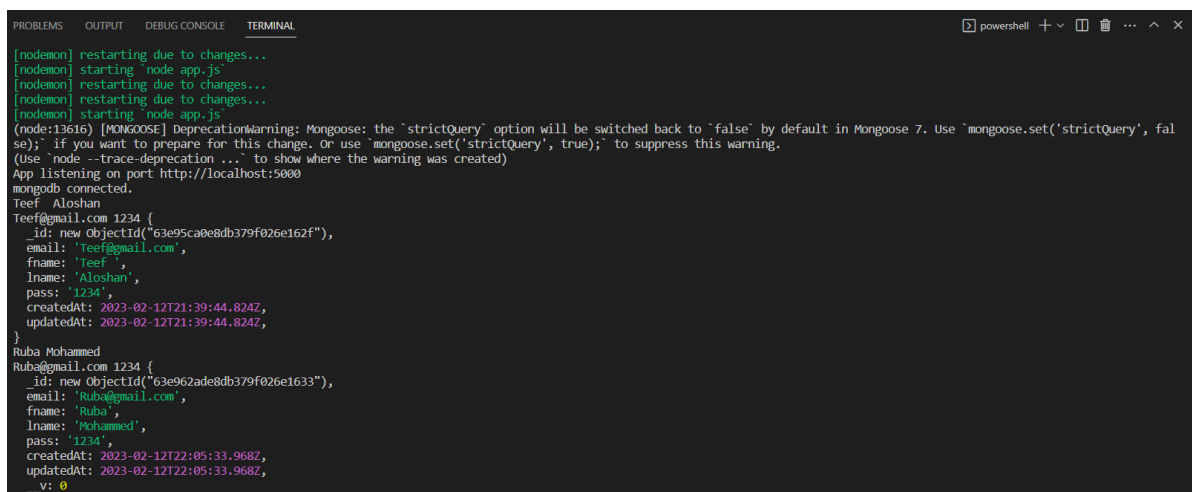 PROBLEMS OUTPUT DEBUG CONSOLE TERMINAL powershell
[nodemon] restarting due to changes...
[nodemon] starting `node app.js`
[nodemon] restarting due to changes...
[nodemon] restarting due to changes...
[nodemon] starting `node app.js`
(node:13616) [MONGOOSE] DeprecationWarning: Mongoose: the `strictQuery` option will be switched back to `false` by default in Mongoose 7. Use `mongoose.set('strictQuery', fal
se);` if you want to prepare for this change. Or use `mongoose.set('strictQuery', true);` to suppress this warning.
(Use `node --trace-deprecation ...` to show where the warning was created)
App listening on port http://localhost:5000
mongodb connected.
Teef  Aloshan
Teef@gmail.com 1234 {
  _id: new ObjectId("63e95ca0e8db379f026e162f"),
  email: 'Teef@gmail.com',
  fname: 'Teef ',
  lname: 'Aloshan',
  pass: '1234',
  createdAt: 2023-02-12T21:39:44.824Z,
  updatedAt: 2023-02-12T21:39:44.824Z,
}
Ruba Mohammed
Ruba@gmail.com 1234 {
  _id: new ObjectId("63e962ade8db379f026e1633"),
  email: 'Ruba@gmail.com',
  fname: 'Ruba',
  lname: 'Mohammed',
  pass: '1234',
  createdAt: 2023-02-12T22:05:33.968Z,
  updatedAt: 2023-02-12T22:05:33.968Z,
  __v: 0